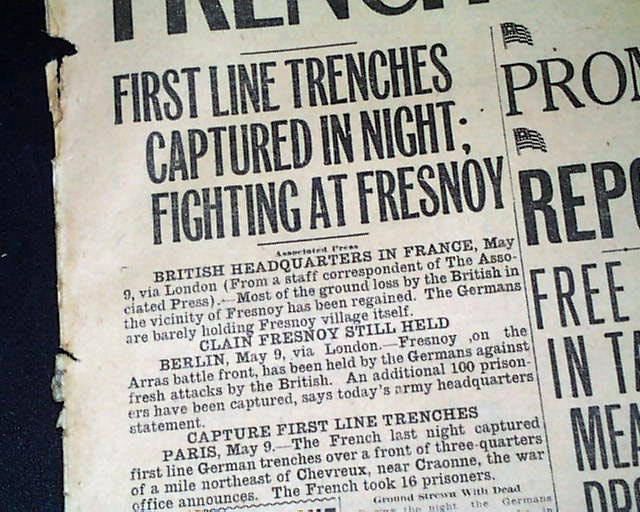 FRENCH
FIRST LINE TRENCHES
CAPTURED IN NIGHT;
FIGHTING AT FRESNOY
Associated Press
BRITISH HEADQUARTERS IN FRANCE, May
9, via London (From a staff correspondent of The Asso-
ciated Press).—Most of the ground loss by the British in
the vicinity of Fresnoy has been regained. The Germans
are barely holding Fresnoy village itself.
CLAIN FRESNOY STILL HELD
BERLIN, May 9, via London.—Fresnoy ,on the
Arras battle front, has been held by the Germans against
fresh attacks by the British. An additional 100 prison-
ers have been captured, says today's army headquarters
statement.
CAPTURE FIRST LINE TRENCHES
PARIS, May 9.—The French last night captured
first line German trenches over a front of three-quarters
of a mile northeast of Chevreux, near Craonne, the war
office announces. The French took 16 prisoners.
Ground Strewn With Dead
the night the Germans
PROM
REPO
FREE
IN TA
MEA